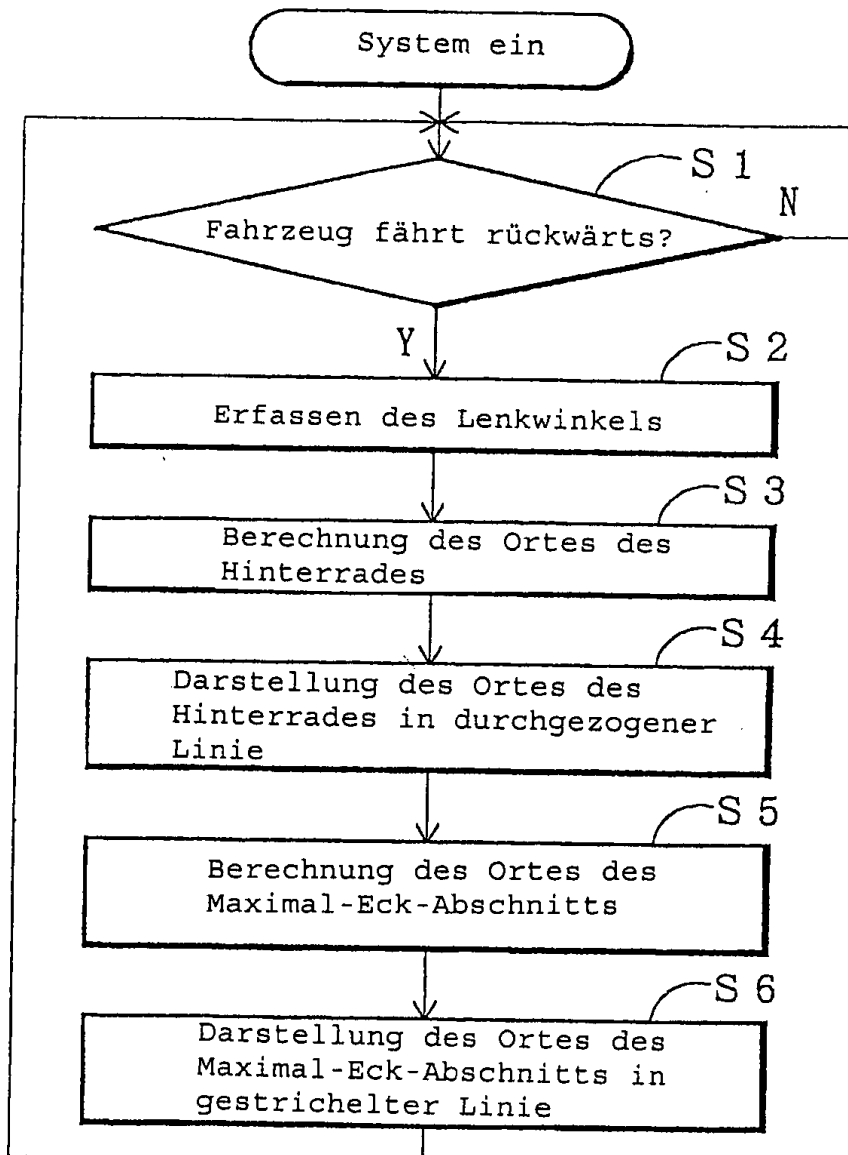 System ein
S 1
N
Fahrzeug fährt rückwärts?
Y
S 2
Erfassen des Lenkwinkels
S 3
Berechnung des Ortes des
Hinterrades
S 4
Darstellung des Ortes des
Hinterrades in durchgezogener
Linie
S 5
Berechnung des Ortes des
Maximal-Eck-Abschnitts
S 6
Darstellung des Ortes des
Maximal-Eck-Abschnitts in
gestrichelter Linie